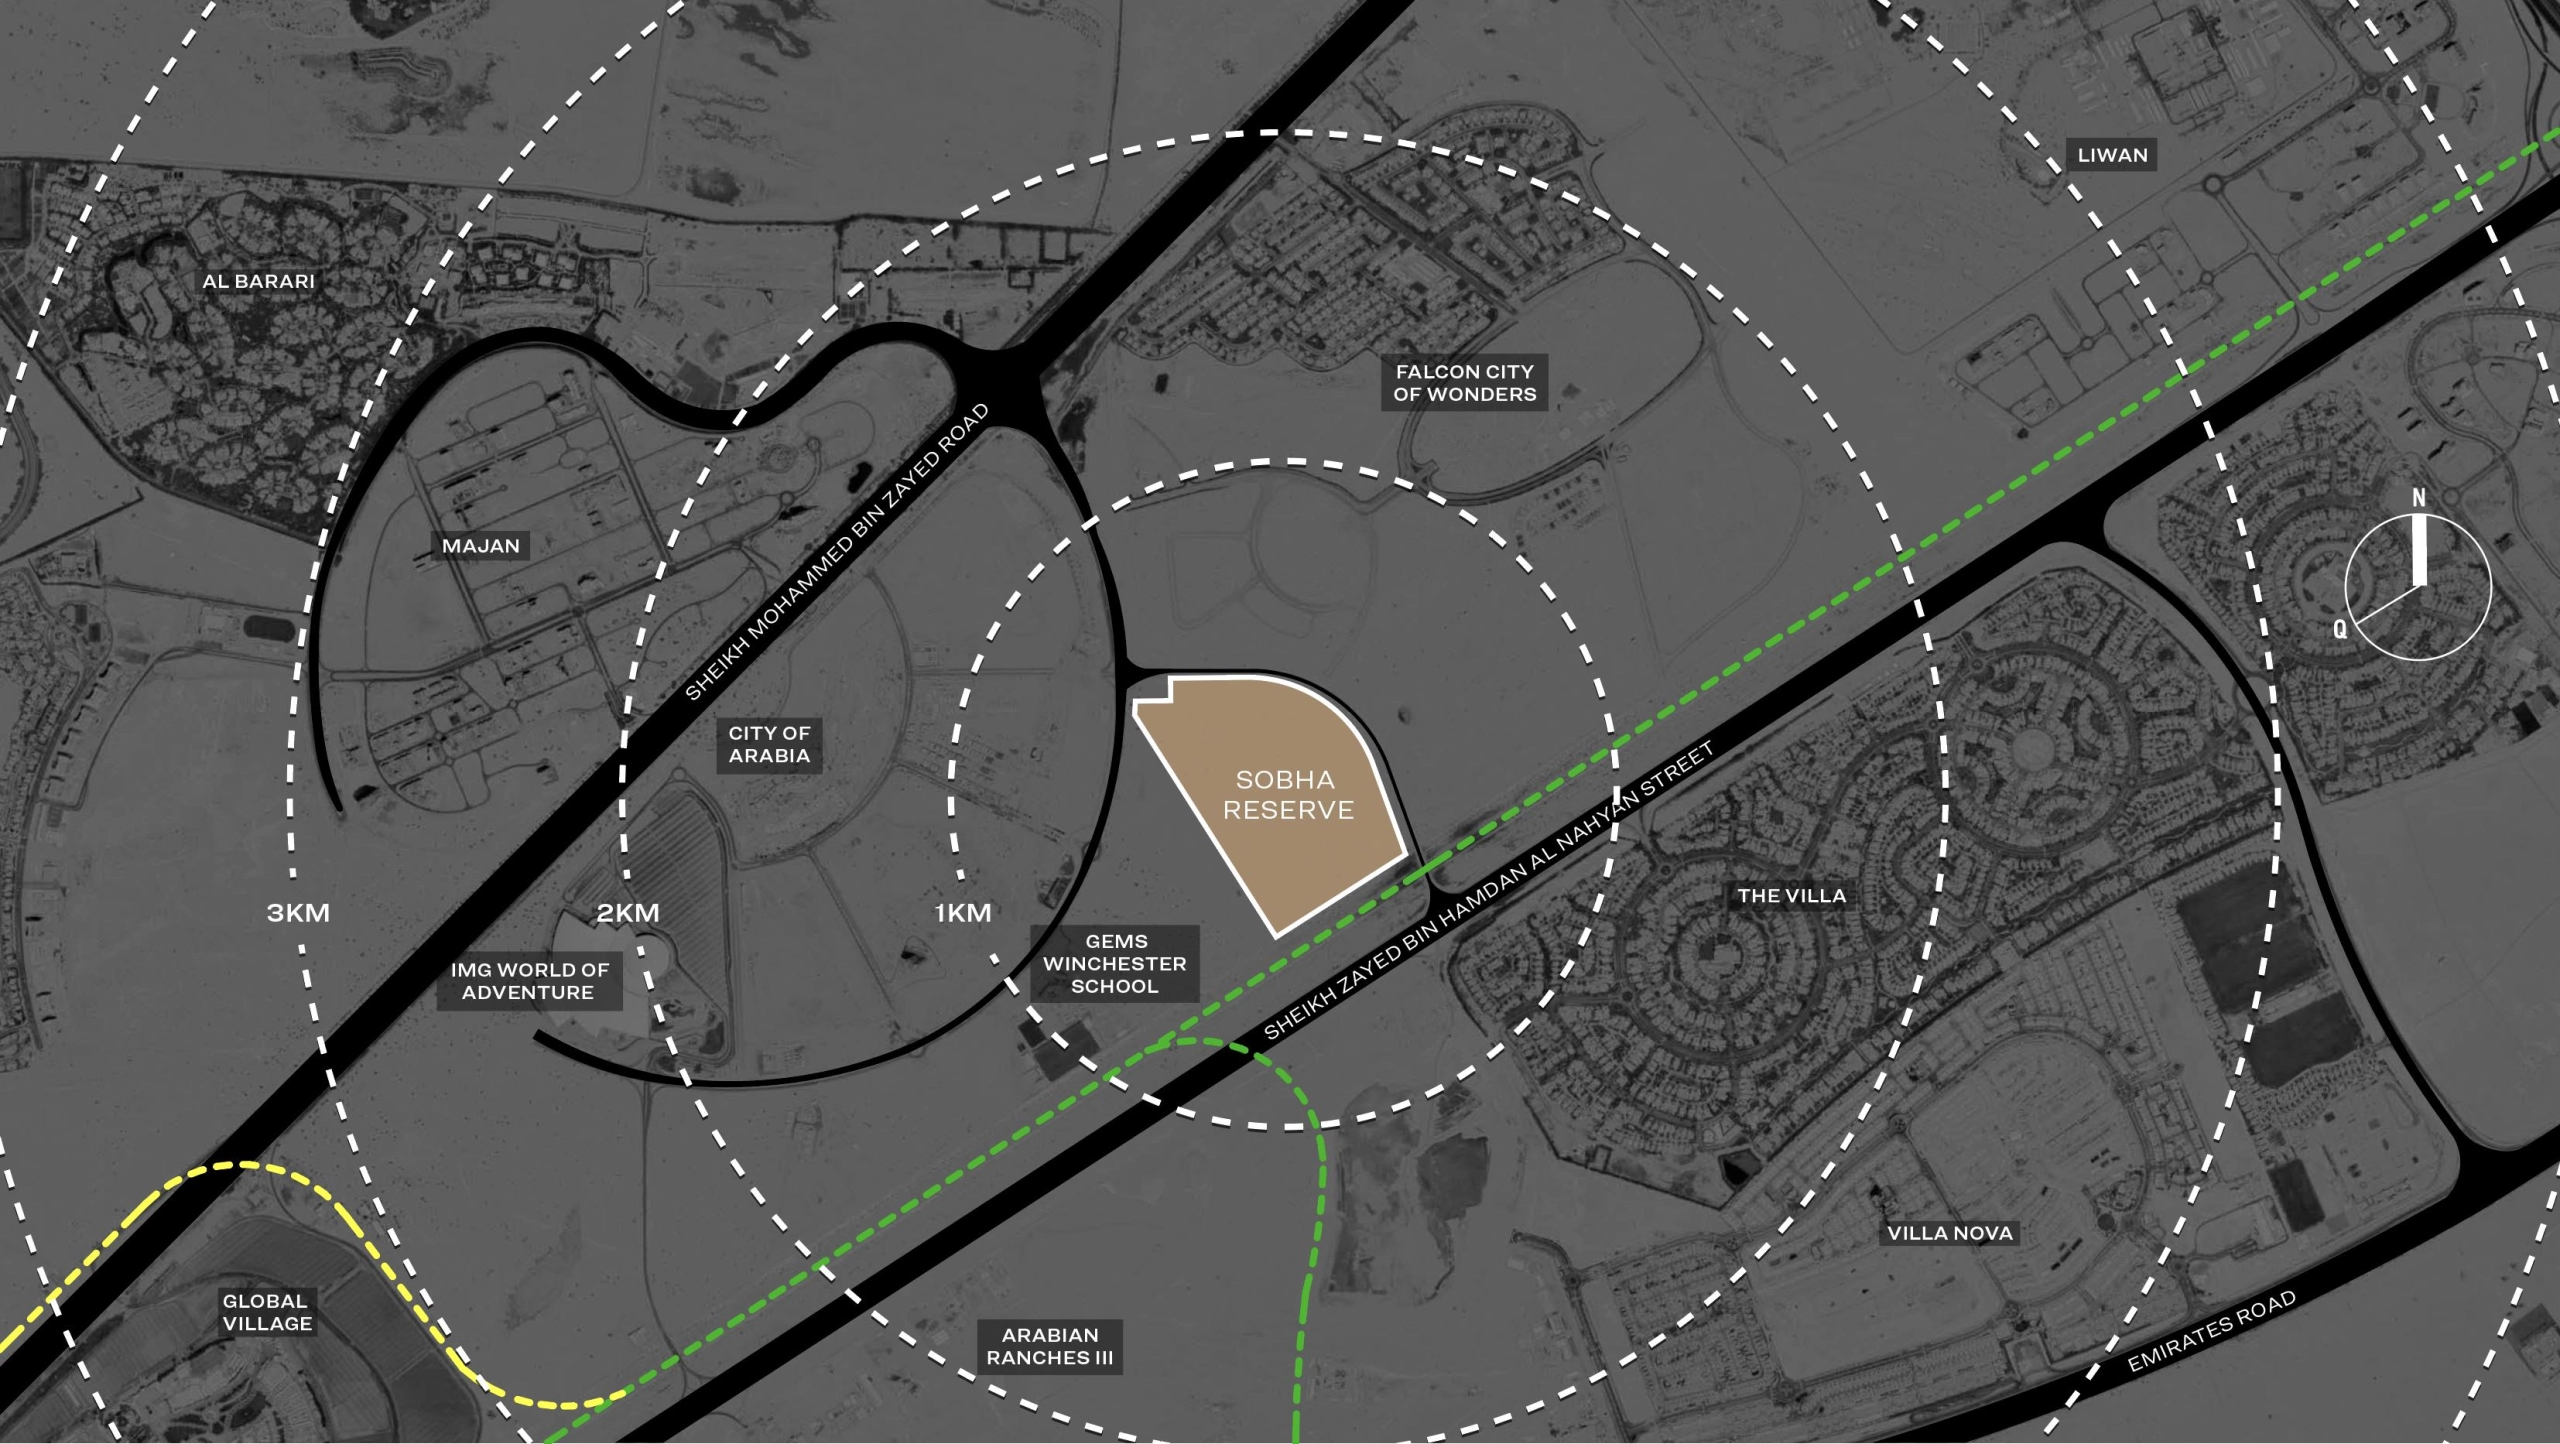 LIWAN
AL BARARI
FALCON CITY
OF WONDERS
N
Q
MAJAN
SHEIKH MOHAMMED BIN ZAYED ROAD
CITY OF
ARABIA
SOBHA
RESERVE
SHEIKH ZAYED BIN HAMDAN AL NAHYAN STREET
THE VILLA
3KM
2KM
1KM
IMG WORLD OF
ADVENTURE
GEMS
WINCHESTER
SCHOOL
VILLA NOVA
GLOBAL
VILLAGE
ARABIAN
RANCHES III
EMIRATES ROAD